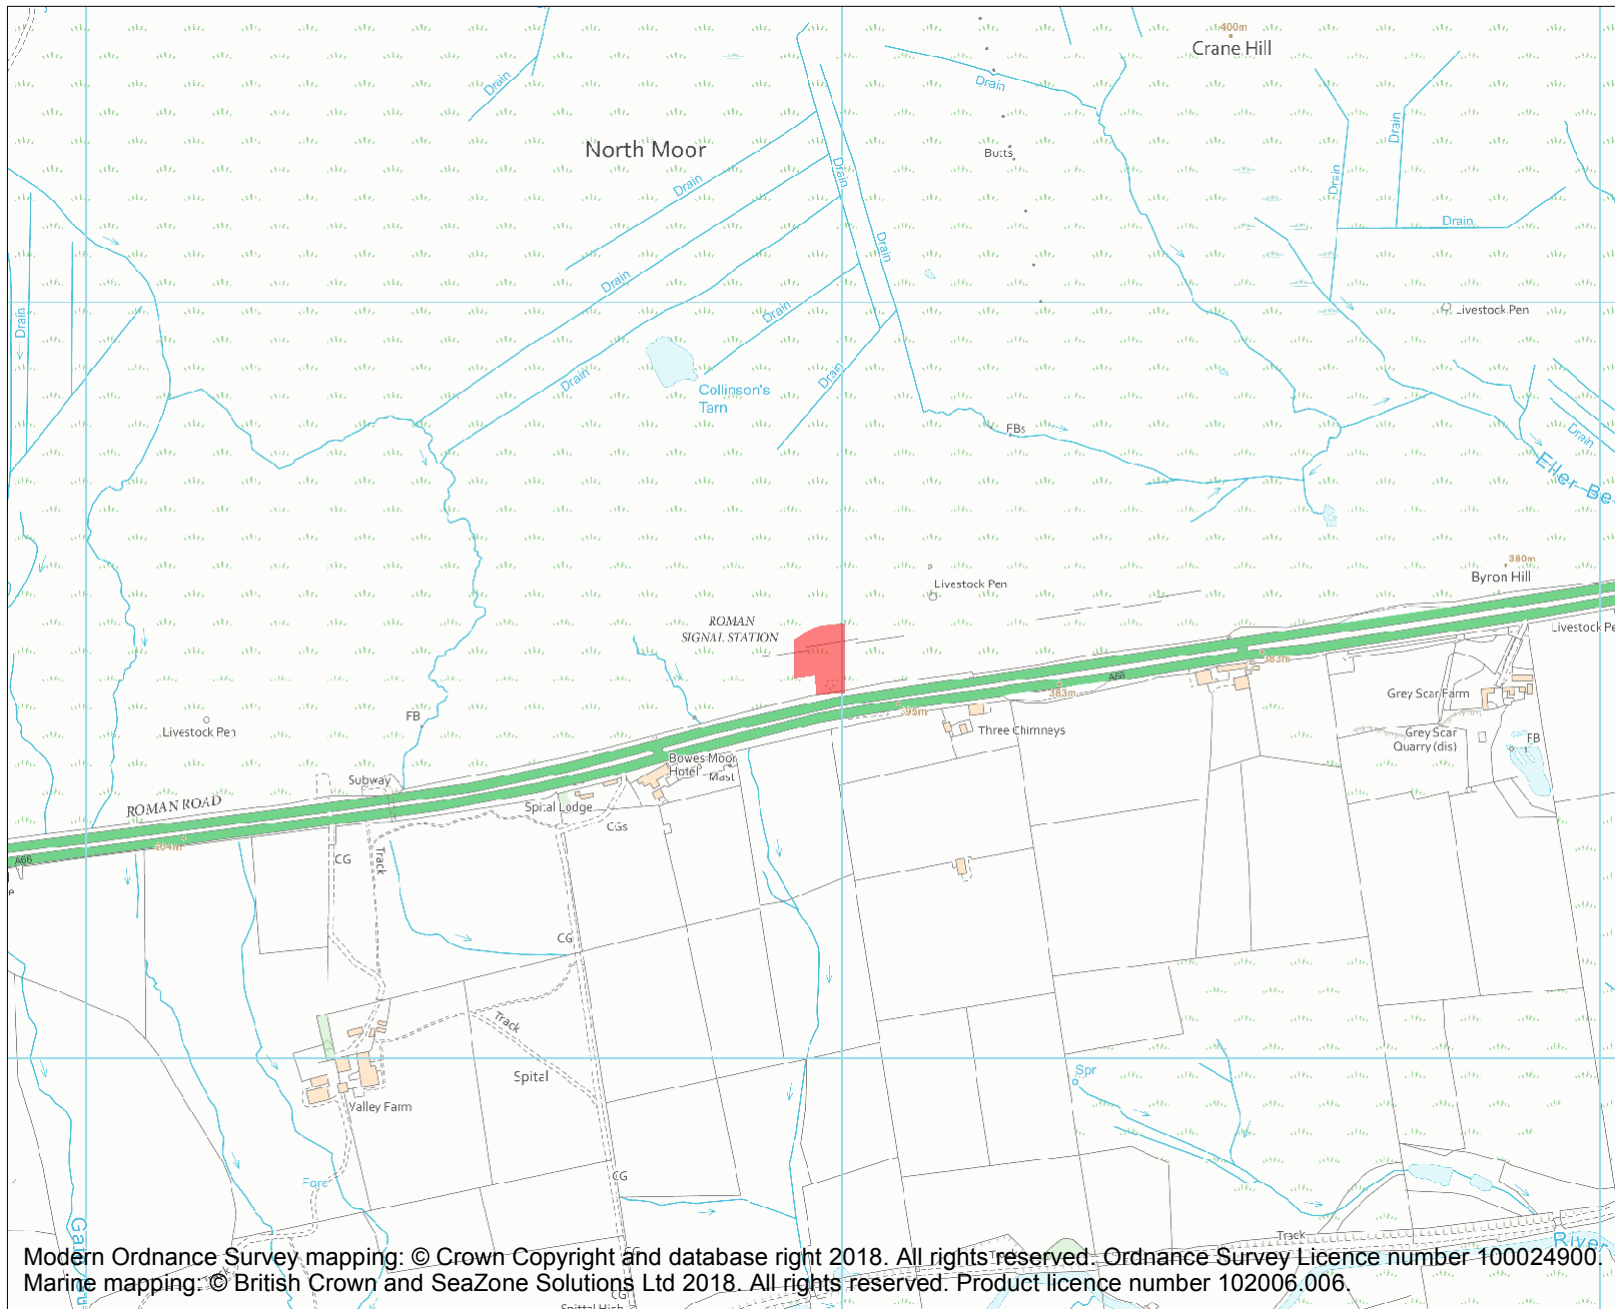 400m
Crane Hill
Drain
Drain
North Moor
Butts
Drain
Drain
Drain
Drain
Drain
Drain
Drain
Drain
Drain
Drain
Livestock Pen
Drain
Drain
Collinson's
Tarn
FBs
Drain
380m
Byron Hill
Livestock Pen
ROMAN
SIGNAL STATION
383m
A66
383m
395m
Grey Scar Farm
FB
Livestock Pen
Three Chimneys
Grey Scar
Quarry (dis)
FB
Bowes Moor
Hotel
Mast
Subway
ROMAN ROAD
Spital Lodge
CGs
404m
A66
CG
Track
CG
Track
Spital
Spr
Valley Farm
CG
Track
River
Modern Ordnance Survey mapping: © Crown Copyright and database right 2018. All rights reserved. Ordnance Survey Licence number 100024900.
Marine mapping: © British Crown and SeaZone Solutions Ltd 2018. All rights reserved. Product licence number 102006.006.